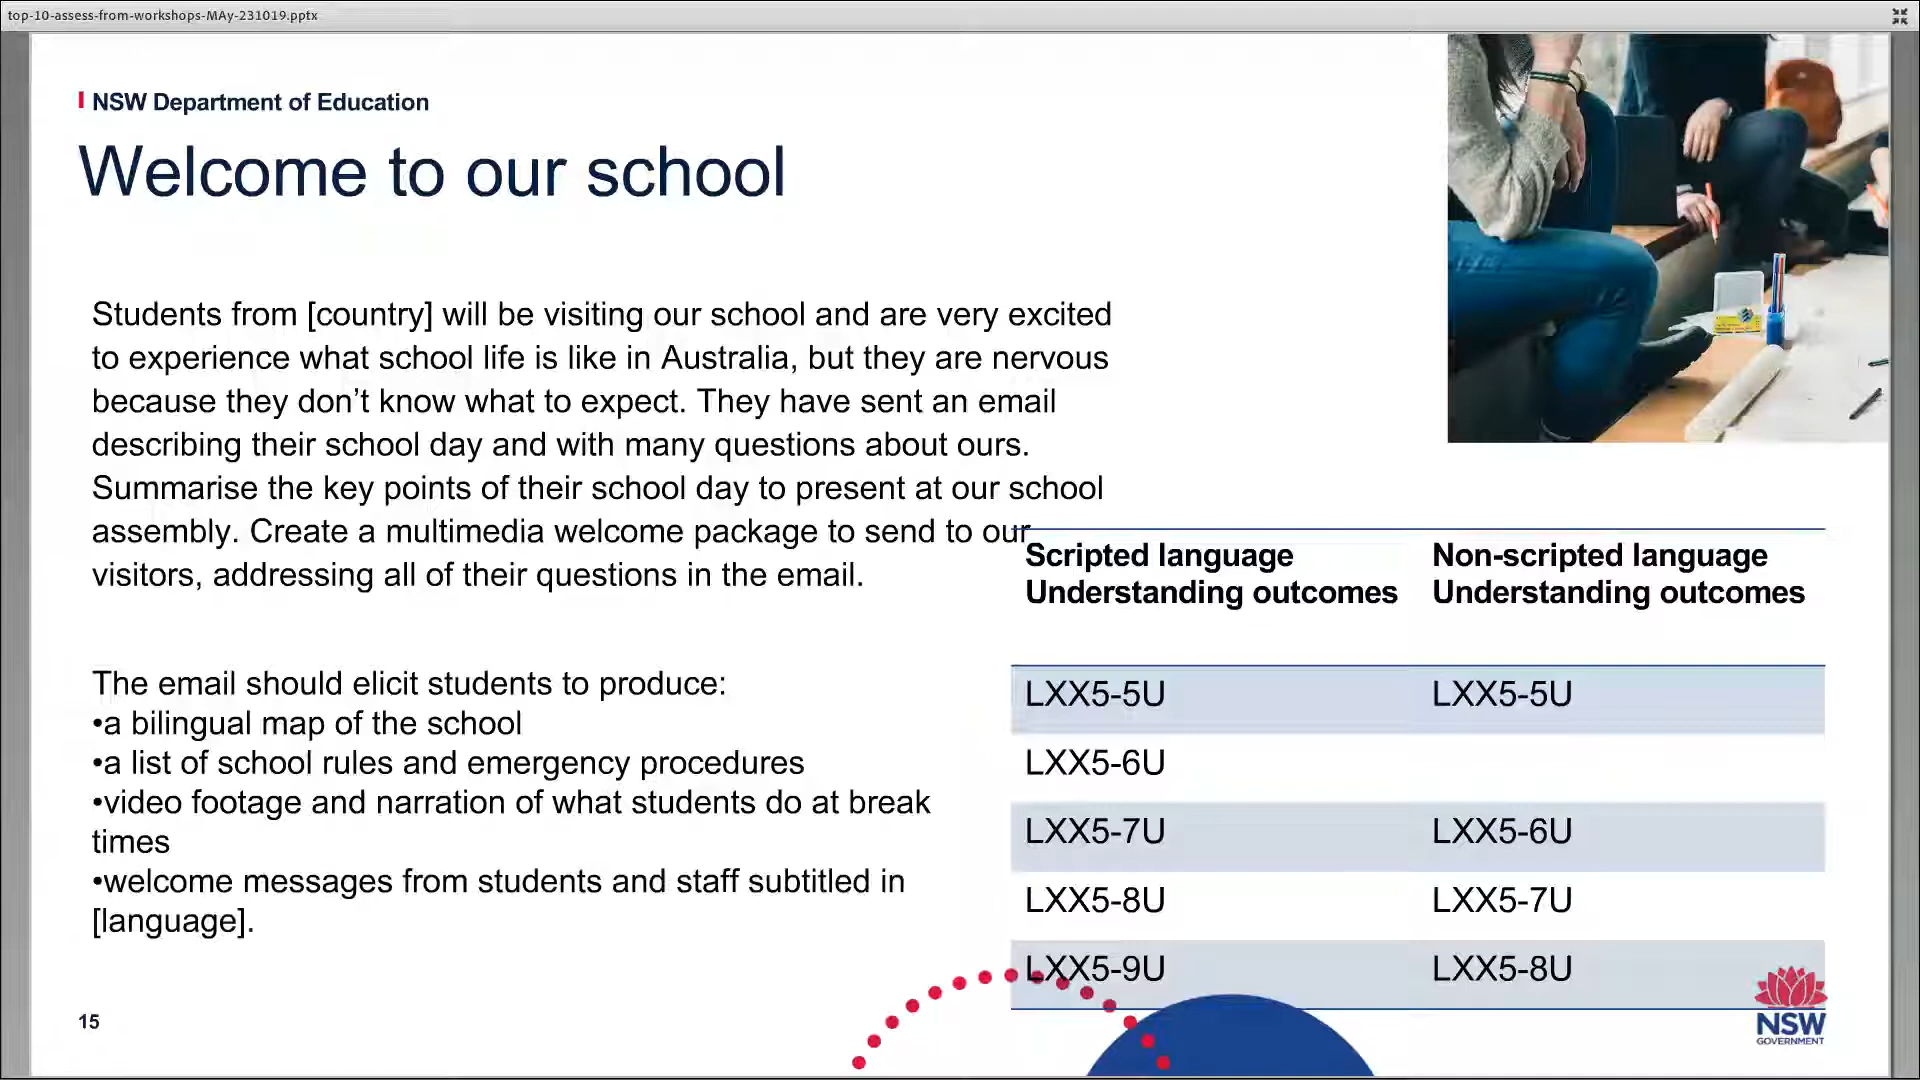 top-10-assess-from-workshops-MAy-231019.pptx
NSW Department of Education
Welcome to our school
Students from [country] will be visiting our school and are very excited
to experience what school life is like in Australia, but they are nervous
because they don’t know what to expect. They have sent an email
describing their school day and with many questions about ours.
Summarise the key points of their school day to present at our school
assembly. Create a multimedia welcome package to send to our
visitors, addressing all of their questions in the email.
The email should elicit students to produce:
•a bilingual map of the school
•a list of school rules and emergency procedures
•video footage and narration of what students do at break
times
•welcome messages from students and staff subtitled in
[language].
Scripted language Non-scripted language
Understanding outcomes Understanding outcomes
LXX5-5U LXX5-5U
LXX5-6U
LXX5-7U LXX5-6U
LXX5-8U LXX5-7U
LXX5-9U LXX5-8U
15
NSW
GOVERNMENT